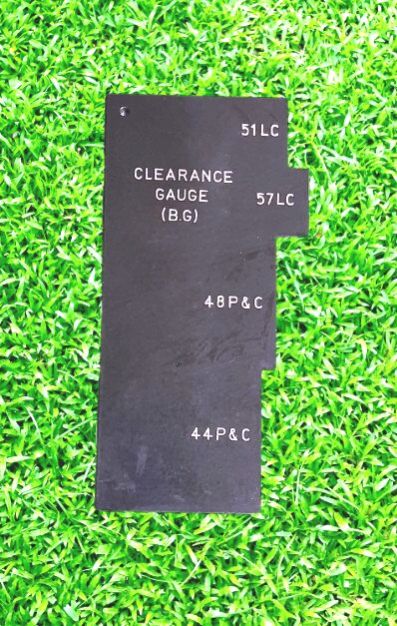 51LC
CLEARANCE
GAUGE
(B.G)
57LC
48P&C
44P&C